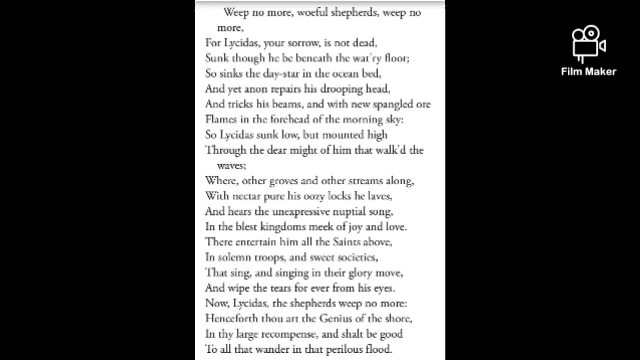 Weep no more, woeful shepherds, weep no
more,
For Lycidas, your sorrow, is not dead,
Sunk though he be beneath the wat'ry floor;
So sinks the day-star in the ocean bed,
And yet anon repairs his drooping head,
And tricks his beams, and with new spangled ore
Flames in the forehead of the morning sky:
So Lycidas sunk low, but mounted high
Through the dear might of him that walk'd the
waves;
Where, other groves and other streams along,
With nectar pure his oozy locks he laves,
And hears the unexpressive nuptial song,
In the blest kingdoms meek of joy and love.
There entertain him all the Saints above,
In solemn troops, and sweet societies,
That sing, and singing in their glory move,
And wipe the tears for ever from his eyes.
Now, Lycidas, the shepherds weep no more:
Henceforth thou art the Genius of the shore,
In thy large recompense, and shalt be good
To all that wander in that perilous flood.
Film Maker